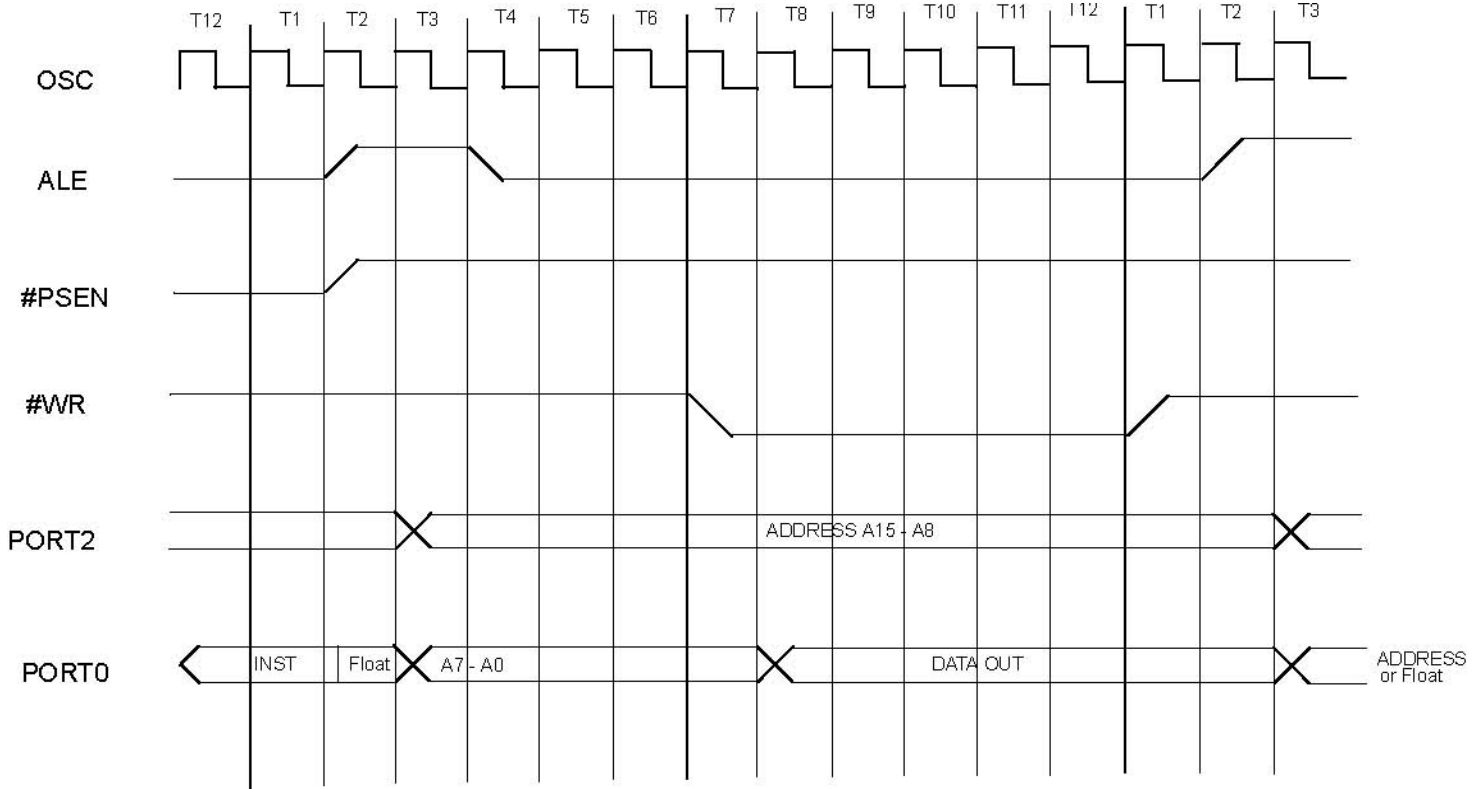 T12 T1 T2 T3 T4 T5 T6 T7 T8 T9 T10 T11 T12 T1 T2 T3
OSC
ALE
#PSEN
#WR
PORT2 ADDRESS A15 - A8
PORT0 INST Float A7 - A0 DATA OUT ADDRESS
or Float